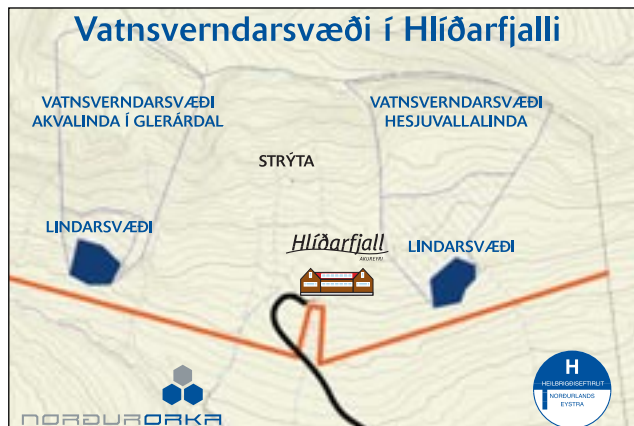 Vatnsverndarsvæði í Hlíðarfjalli
VATNSVERNDARSVÆÐI
AKVALINDA Í GLERÁRDAL
VATNSVERNDARSVÆÐI
HESJUVALLALINDA
STRÝTA
LINDARSVÆÐI
Hlíðarfjall
AKUREYRI
LINDARSVÆÐI
NORÐURORKA
H
HEILBRIGÐISEFTIRLIT
NORÐURLANDS
EYSTRA